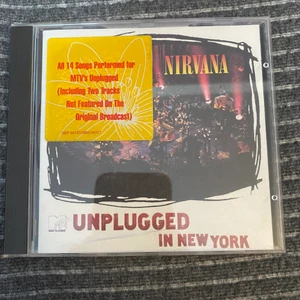 All 14 Songs Performed for
MTV's Unplugged
(Including Two Tracks
Not Featured On The
Original Broadcast)
NIRVANA
UNPLUGGED
IN NEW YORK